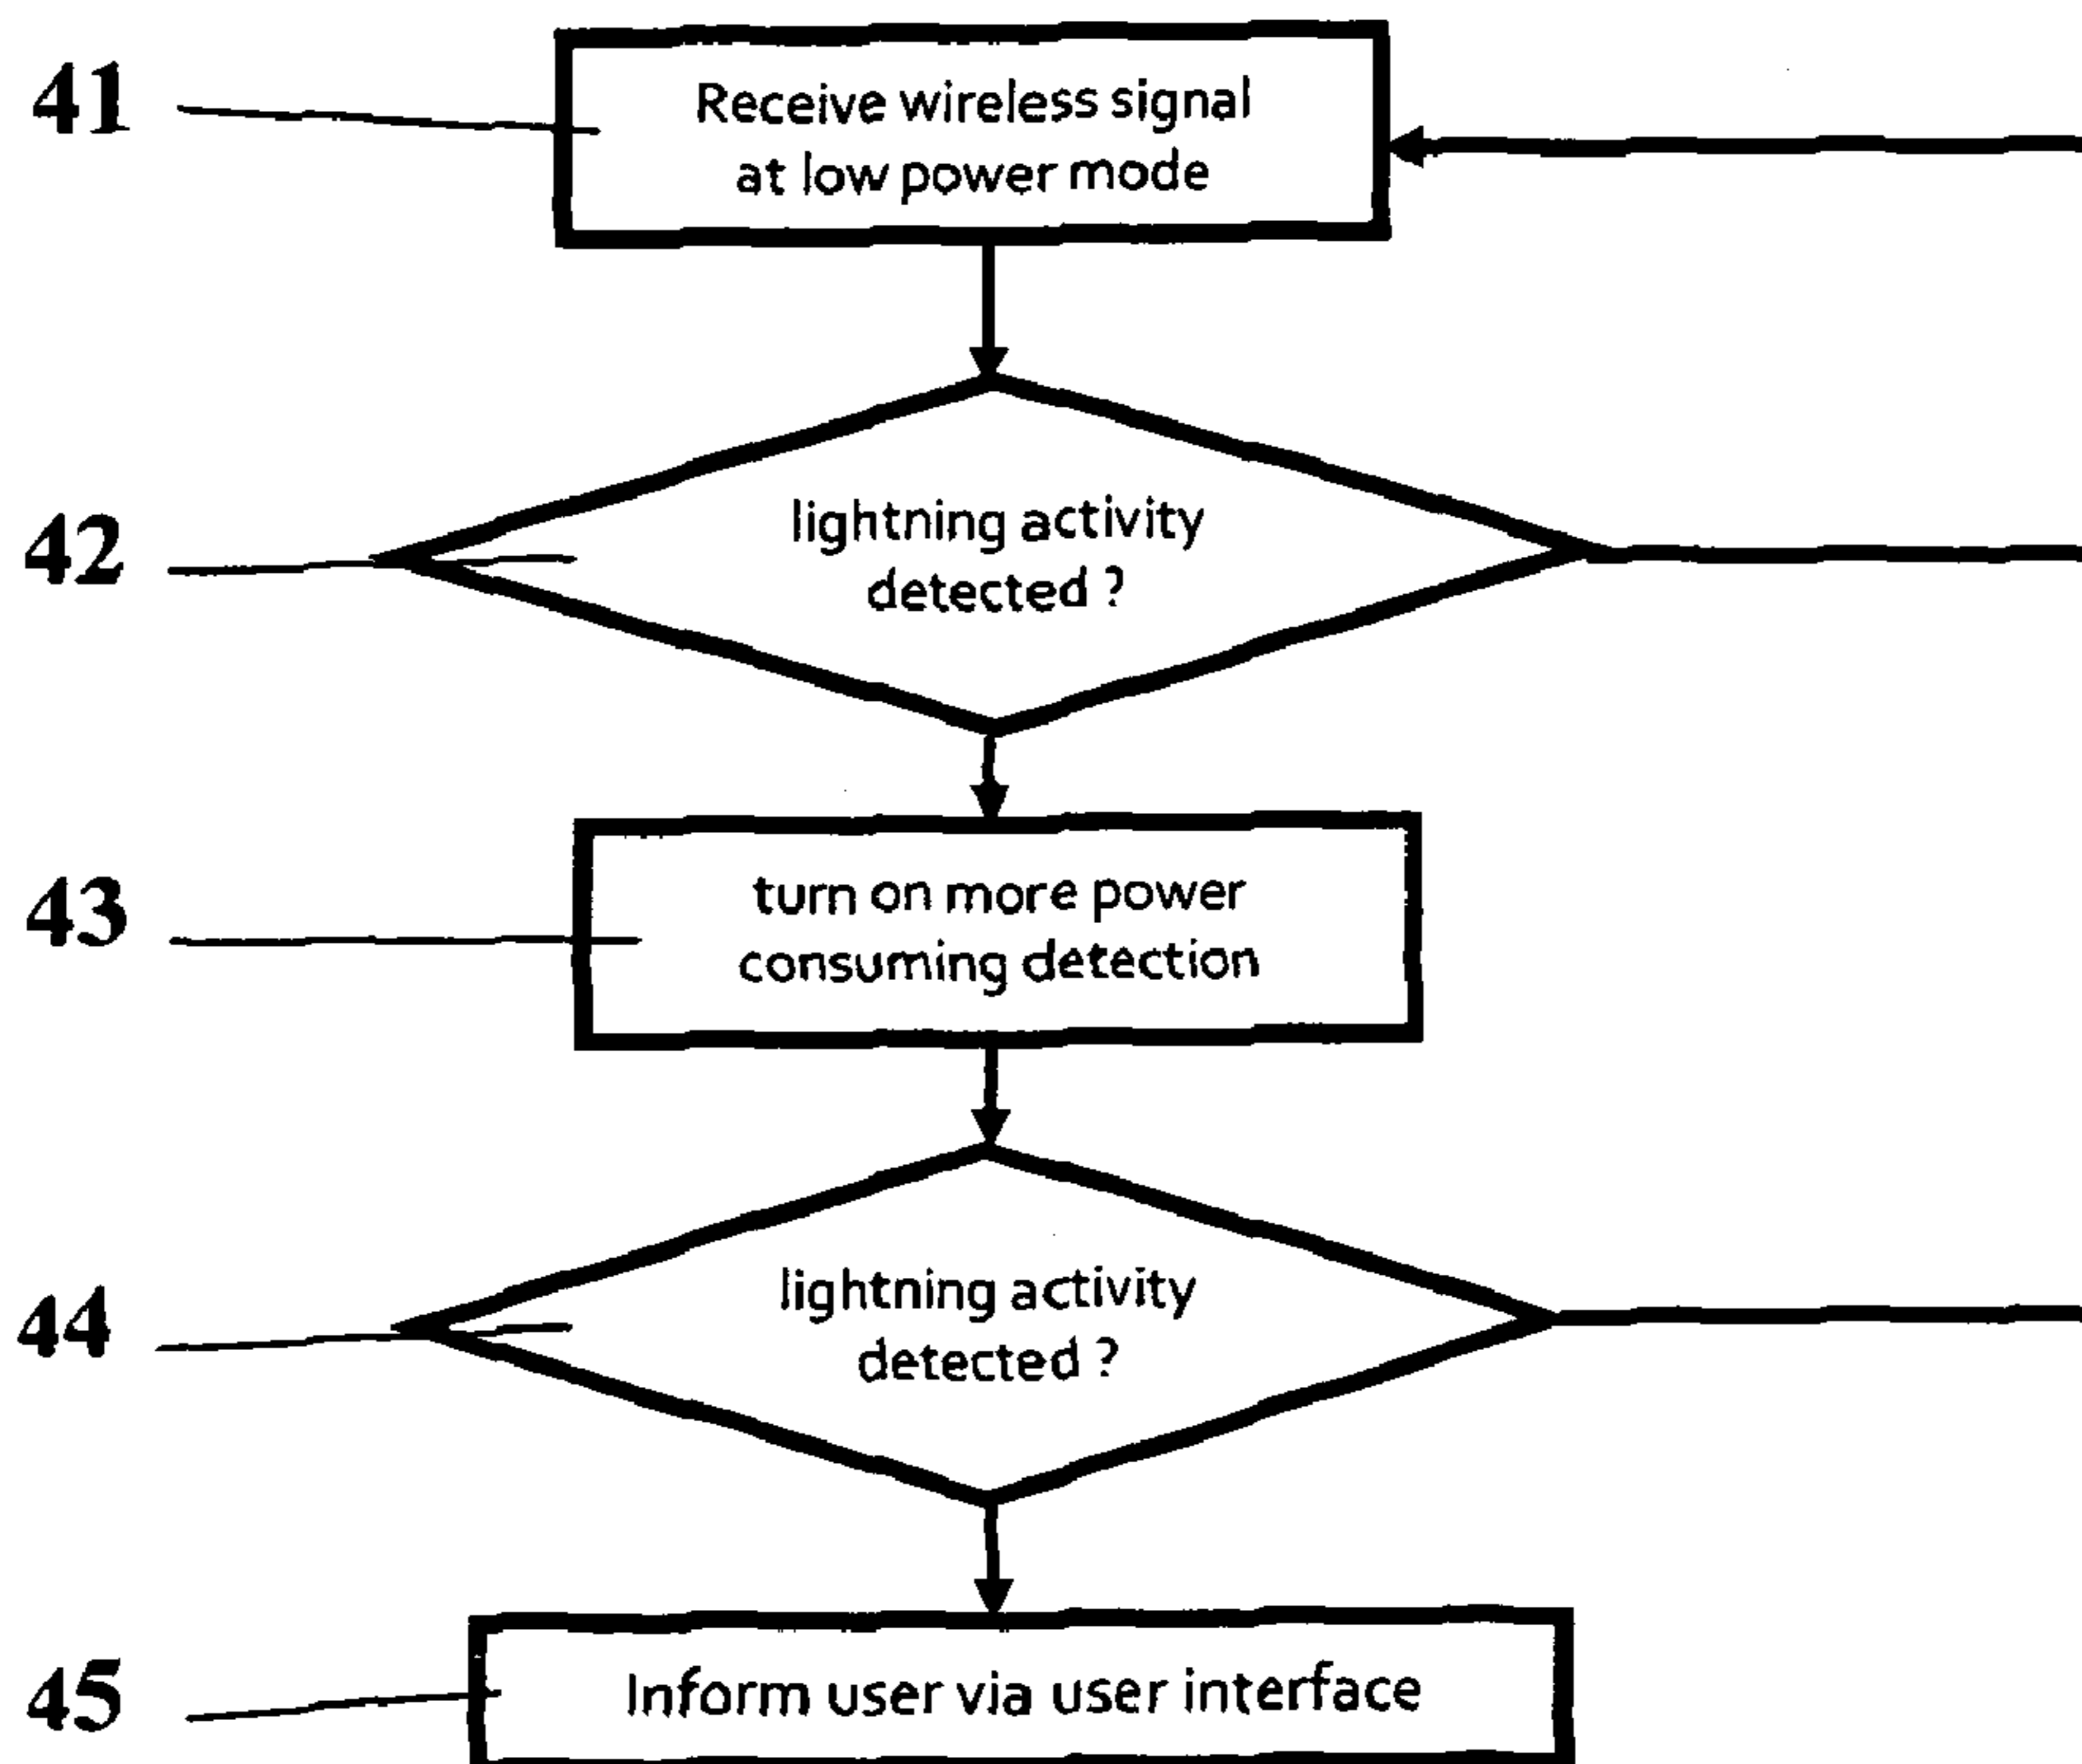 41
Receive wireless signal
at low power mode
42
lightning activity
detected ?
43
turn on more power
consuming detection
44
lightning activity
detected ?
45
Inform user via user interface